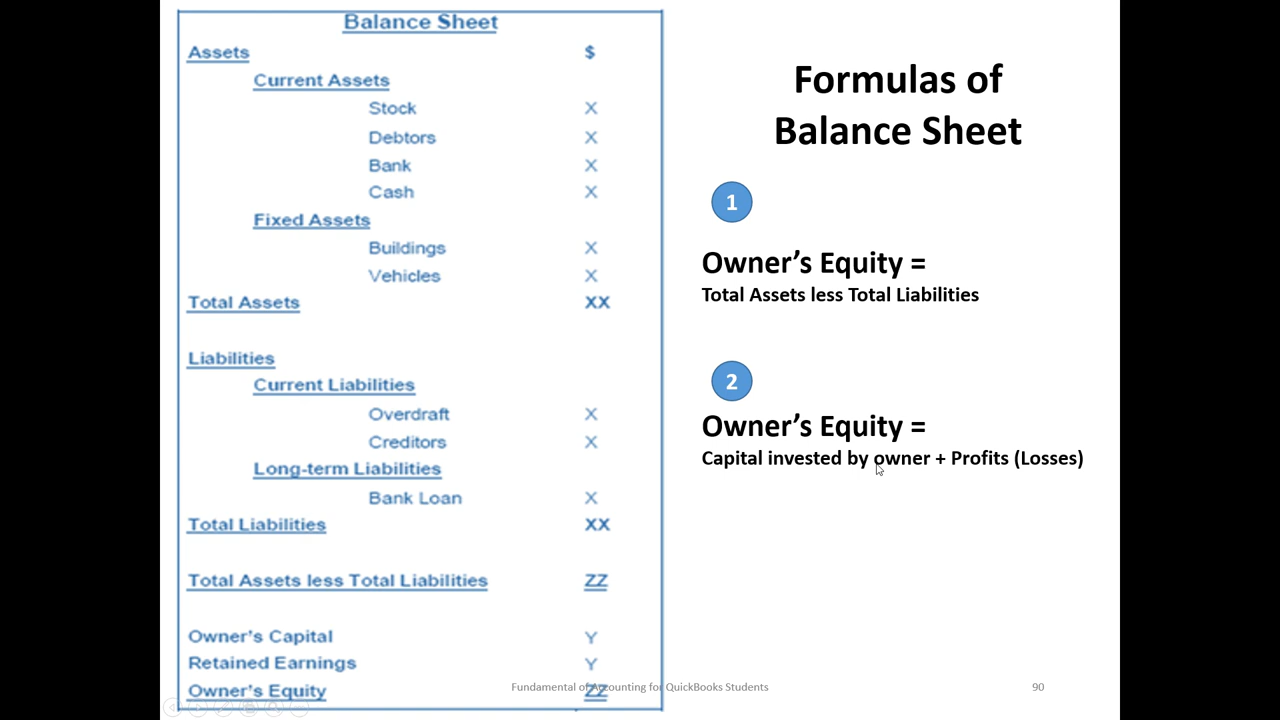 Balance Sheet
Assets $
Current Assets
Stock X
Debtors X
Bank X
Cash X
Fixed Assets
Buildings X
Vehicles X
Total Assets XX
Liabilities
Current Liabilities
Overdraft X
Creditors X
Long-term Liabilities
Bank Loan X
Total Liabilities XX
Total Assets less Total Liabilities ZZ
Owner's Capital Y
Retained Earnings Y
Owner's Equity ZZ
Formulas of
Balance Sheet
1
Owner’s Equity =
Total Assets less Total Liabilities
2
Owner’s Equity =
Capital invested by owner + Profits (Losses)
Fundamental of Accounting for QuickBooks Students
90